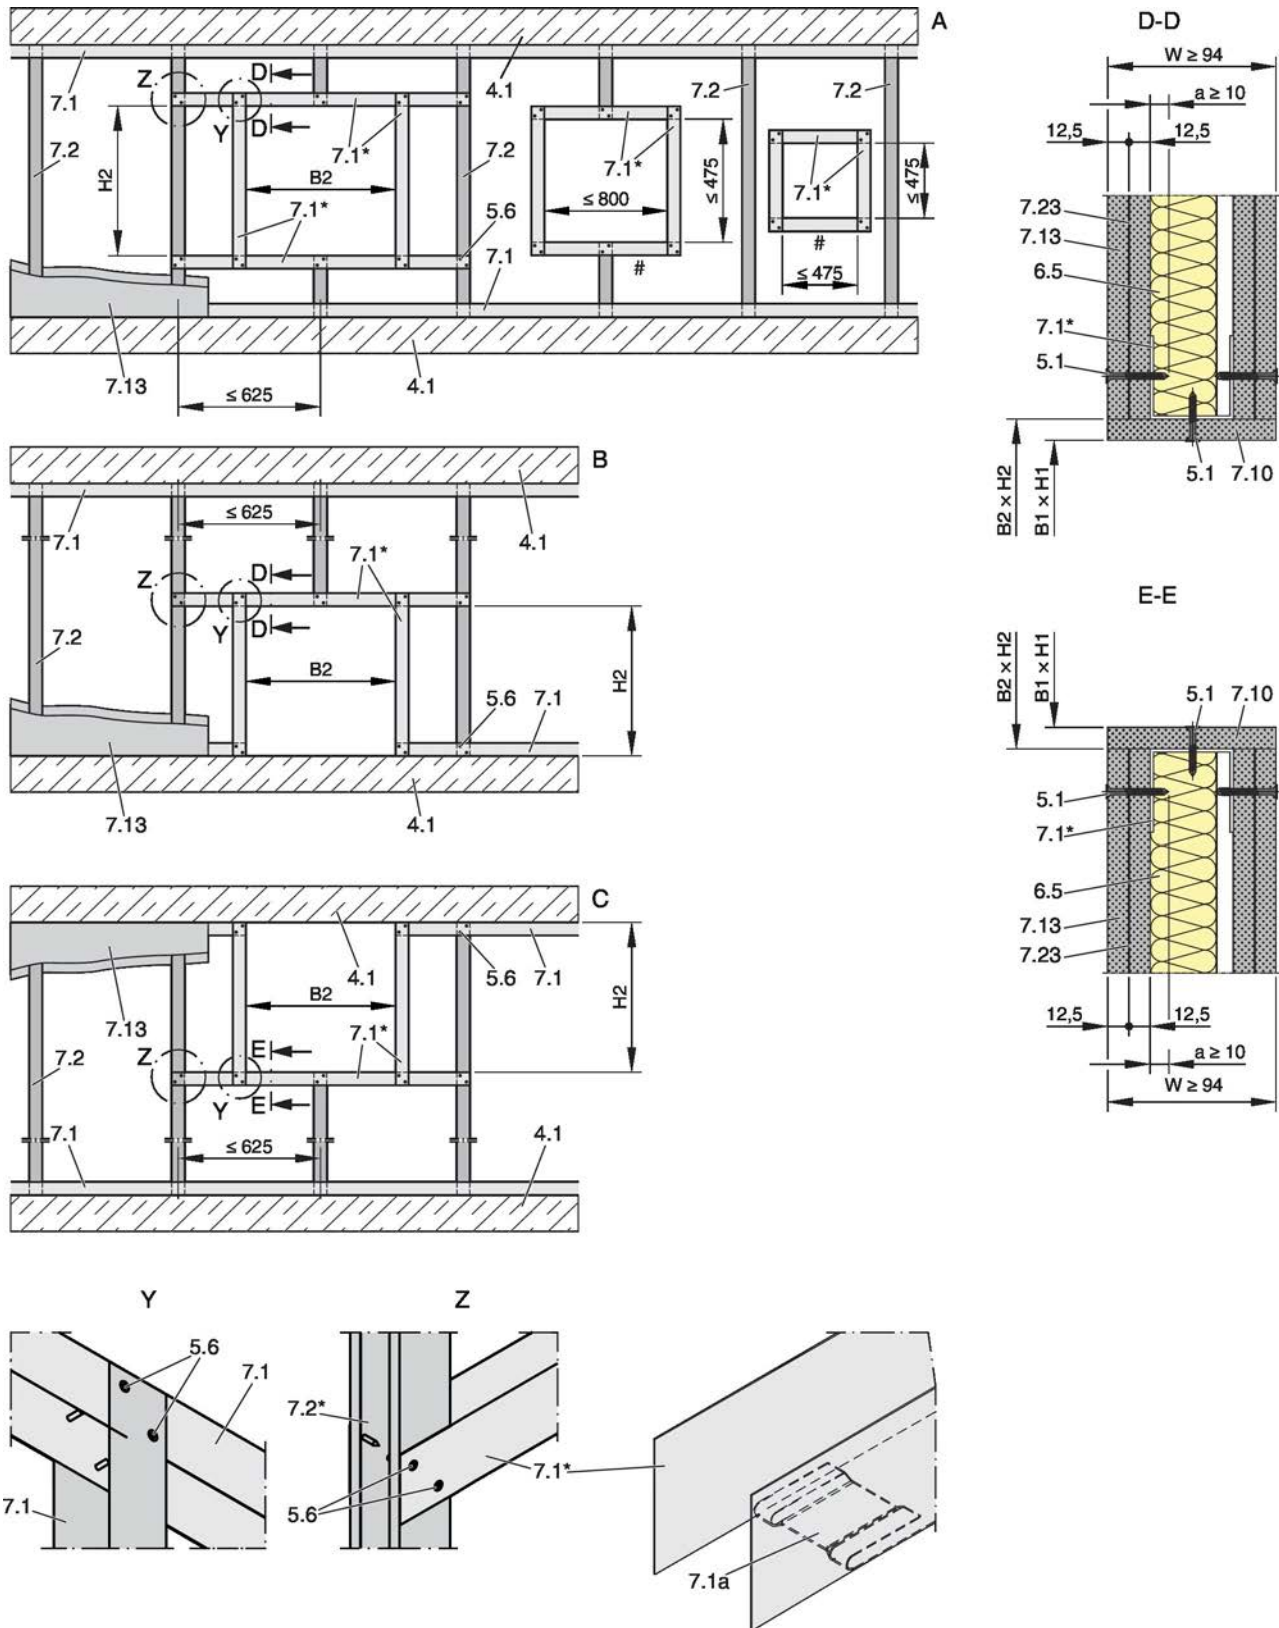 A
Z
D
4.1
7.2
7.2
7.1
Y
D
7.1*
7.2
H2
B2
7.2
7.1*
≤ 475
7.1*
≤ 475
7.1*
5.6
≤ 800
7.1
#
#
≤ 475
7.13
4.1
≤ 625
B
≤ 625
7.1
4.1
7.1*
Z
D
Y
D
7.2
B2
H2
5.6
7.1
7.13
4.1
C
4.1
5.6
7.1
B2
H2
7.13
7.1*
7.2
Z
E
Y
E
7.1
≤ 625
4.1
D-D
W ≥ 94
a ≥ 10
12,5
12,5
7.23
7.13
6.5
7.1*
5.1
B2 x H2
B1 x H1
5.1
7.10
E-E
B2 x H2
B1 x H1
5.1
7.10
5.1
7.1*
6.5
7.13
7.23
12,5
12,5
a ≥ 10
W ≥ 94
Y
5.6
7.1
7.1
Z
7.2*
7.1*
5.6
7.1a